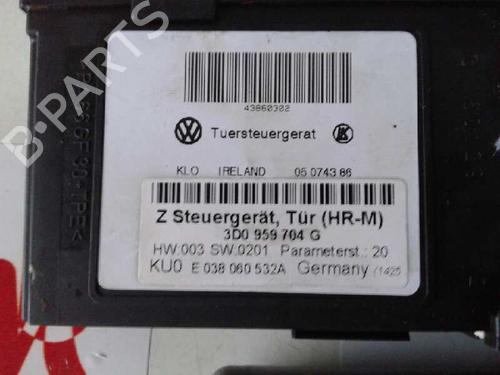 B-PARTS
43860302
Tuersteuergerat
KLO IRELAND 05 0743 86
Z Steuergerät, Tür (HR-M)
3D0 959 704 G
HW:003 SW:0201 Parameterst.: 20
KU0 E 038 060 532A Germany (1425